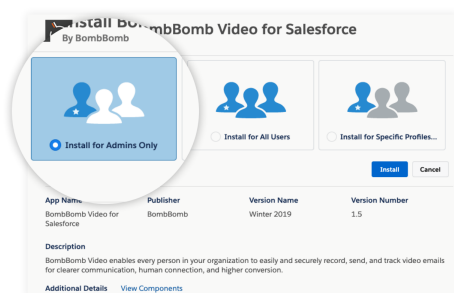 Install BombBomb Video for Salesforce
By BombBomb
Install for Admins Only
Install for All Users
Install for Specific Profiles...
Install Cancel
App Name Publisher Version Name Version Number
BombBomb Video for BombBomb Winter 2019 1.5
Salesforce
Description
BombBomb Video enables every person in your organization to easily and securely record, send, and track video emails
for clearer communication, human connection, and higher conversion.
Additional Details View Components